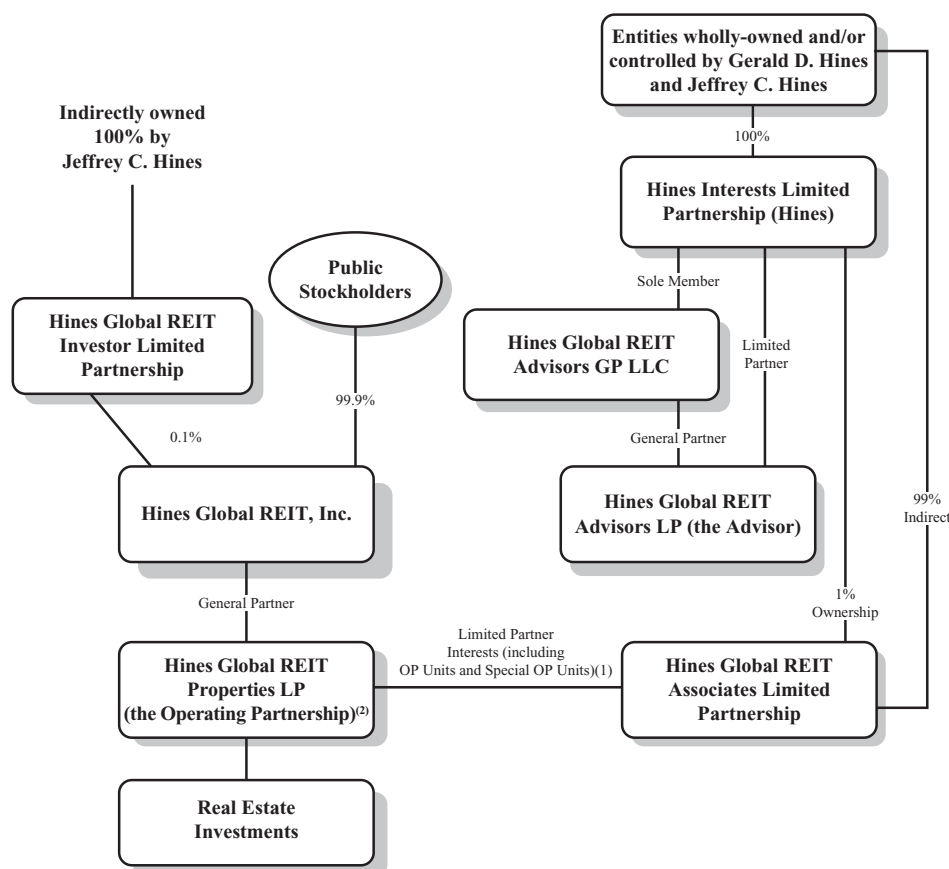 Entities wholly-owned and/or
controlled by Gerald D. Hines
and Jeffrey C. Hines
Indirectly owned
100% by
Jeffrey C. Hines
100%
Hines Interests Limited
Partnership (Hines)
Public
Stockholders
Sole Member
Hines Global REIT
Investor Limited
Partnership
Hines Global REIT
Advisors GP LLC
Limited
Partner
99.9%
0.1%
General Partner
Hines Global REIT, Inc.
Hines Global REIT
Advisors LP (the Advisor)
99%
Indirect
General Partner
1%
Ownership
Limited Partner
Interests (including
OP Units and Special OP Units)(1)
Hines Global REIT
Properties LP
(the Operating Partnership)(2)
Hines Global REIT
Associates Limited
Partnership
Real Estate
Investments